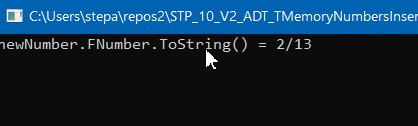 C:\Users\stepa\repos2\STP_10_V2_ADT_TMemoryNumbersInser
newNumber.FNumber.ToString() = 2/13